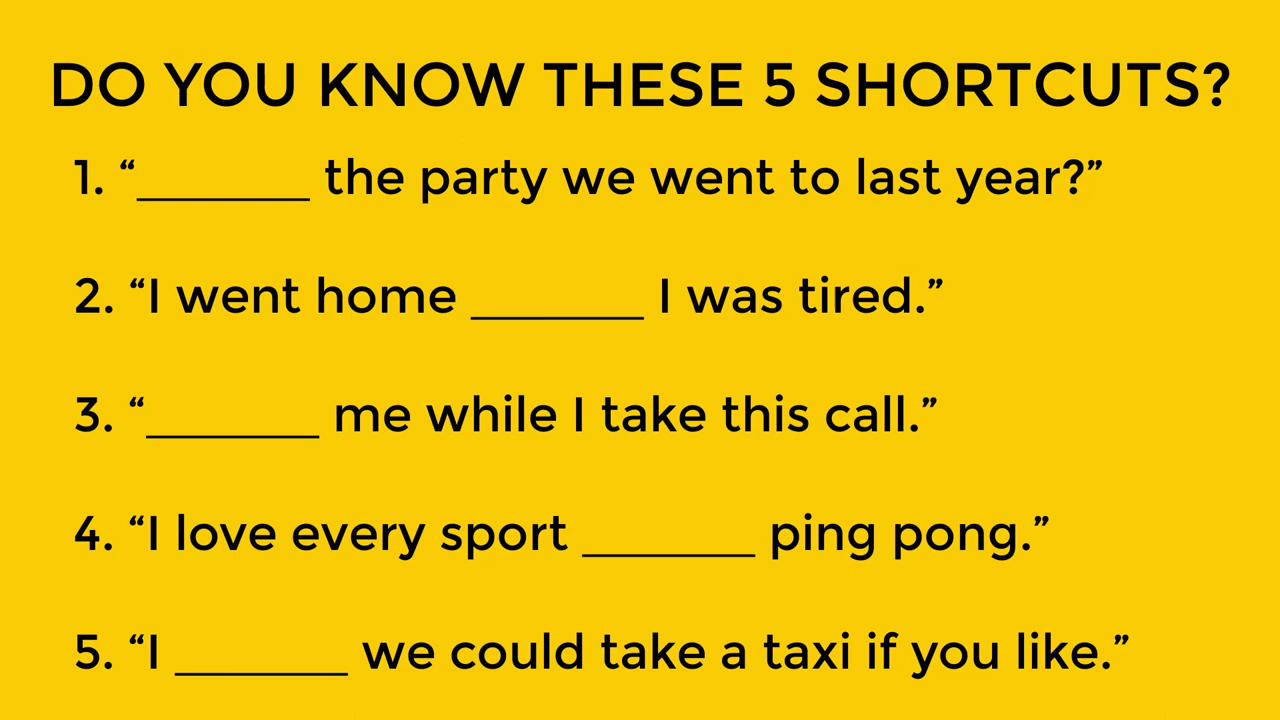 DO YOU KNOW THESE 5 SHORTCUTS?
1. “_______ the party we went to last year?”
2. “I went home _______ I was tired.”
3. “_______ me while I take this call.”
4. “I love every sport _______ ping pong.”
5. “I _______ we could take a taxi if you like.”